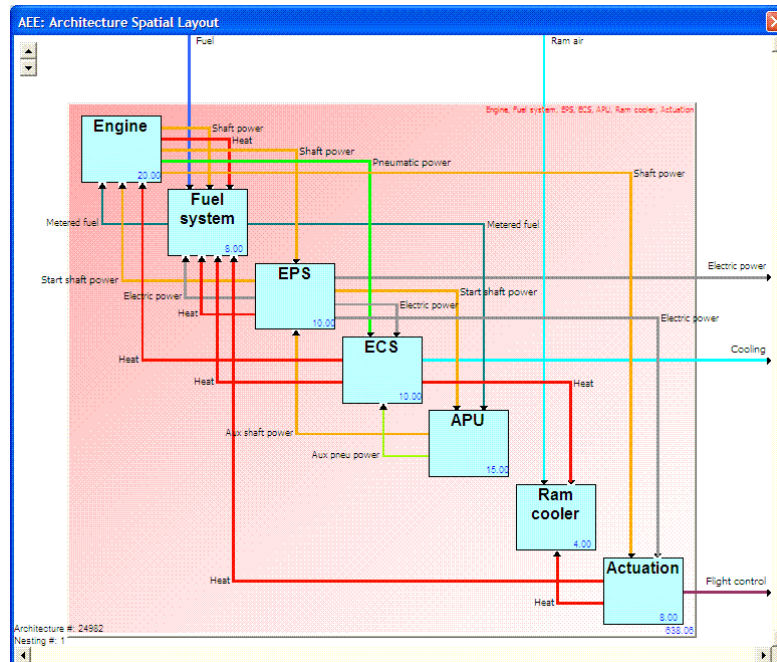 AEE: Architecture Spatial Layout
Fuel
Ram air
Engine, Fuel system, EPS, ECS, APU, Ram cooler, Actuation
Engine
20.00
Shaft power
Heat
Shaft power
Pneumatic power
Shaft power
Fuel
system
8.00
Metered fuel
Metered fuel
EPS
10.00
Electric power
Start shaft power
Start shaft power
Electric power
Electric power
Heat
Electric power
ECS
10.00
Cooling
Heat
Heat
Heat
APU
15.00
Aux shaft power
Aux pneu power
Ram
cooler
4.00
Actuation
8.00
Heat
Flight control
Heat
Architecture #: 24982
638.06
Nesting #: 1